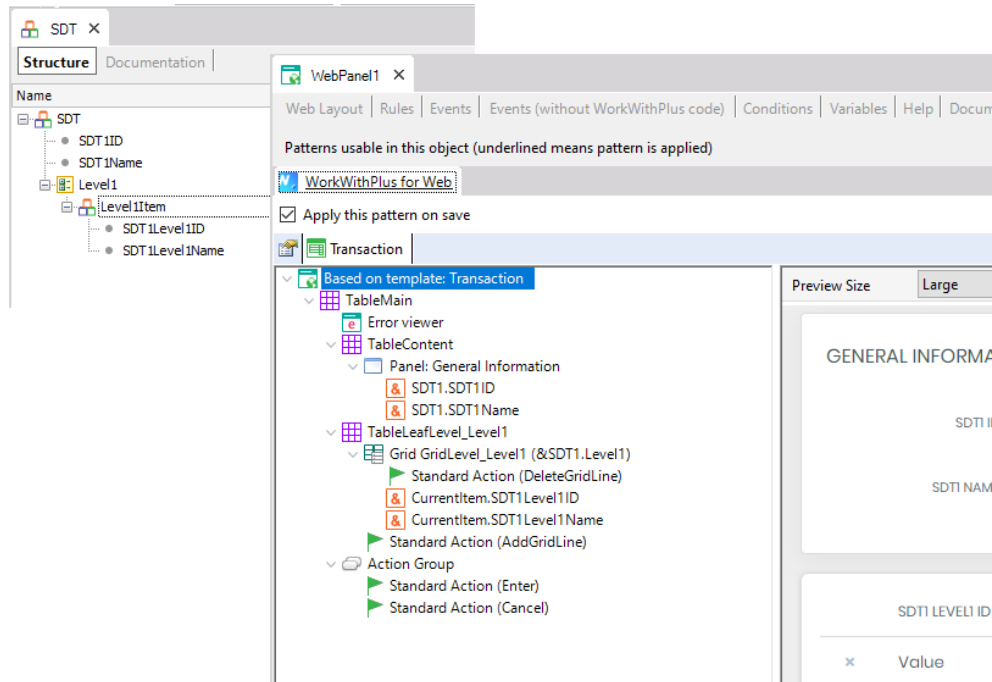 SDT
Structure Documentation
Name
SDT
SDT1ID
SDT1Name
Level1
Level1Item
SDT1Level1ID
SDT1Level1Name
WebPanel1
Web Layout Rules Events Events (without WorkWithPlus code) Conditions Variables Help Docum
Patterns usable in this object (underlined means pattern is applied)
WorkWithPlus for Web
Apply this pattern on save
Transaction
Based on template: Transaction
TableMain
Error viewer
TableContent
Panel: General Information
SDT1.SDT1ID
SDT1.SDT1Name
TableLeafLevel_Level1
Grid GridLevel_Level1 (&SDT1.Level1)
Standard Action (DeleteGridLine)
CurrentItem.SDT1Level1ID
CurrentItem.SDT1Level1Name
Standard Action (AddGridLine)
Action Group
Standard Action (Enter)
Standard Action (Cancel)
Preview Size Large
GENERAL INFORMA
SDT1 I
SDT1 NAM
SDT1 LEVEL1 ID
Value